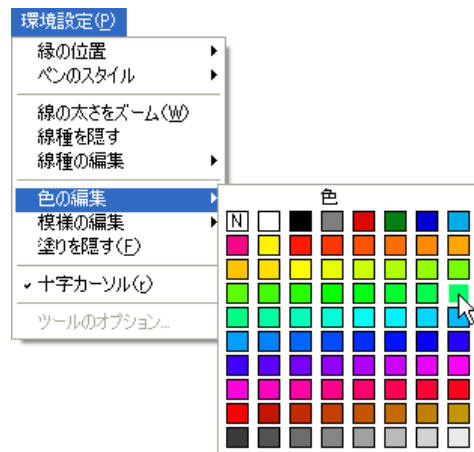 環境設定(P)
縁の位置
ペンのスタイル
線の太さをズーム(W)
線種を隠す
線種の編集
色の編集
模様の編集
塗りを隠す(F)
十字カーソル(r)
ツールのオプション...
色
N